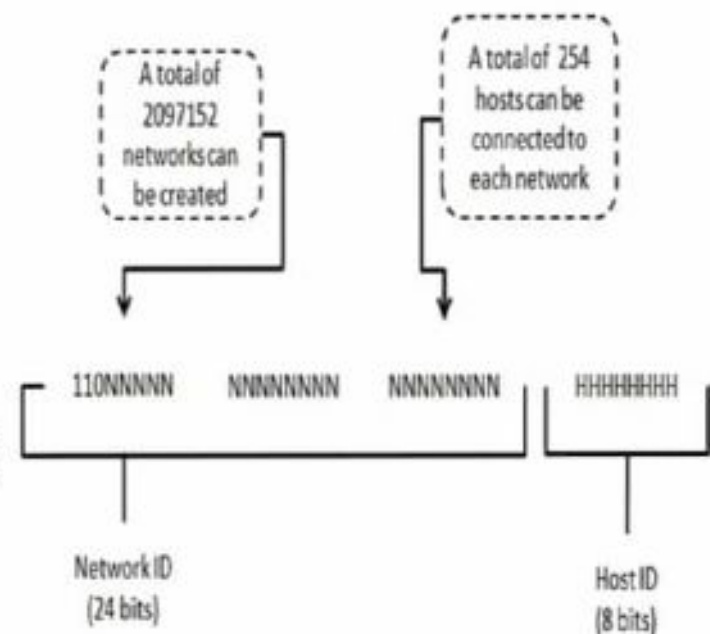 A total of
2097152
networks can
be created
A total of 254
hosts can be
connected to
each network
110NNNNN NNNNNNNN NNNNNNNN HHHHHHHH
Network ID
(24 bits)
Host ID
(8 bits)